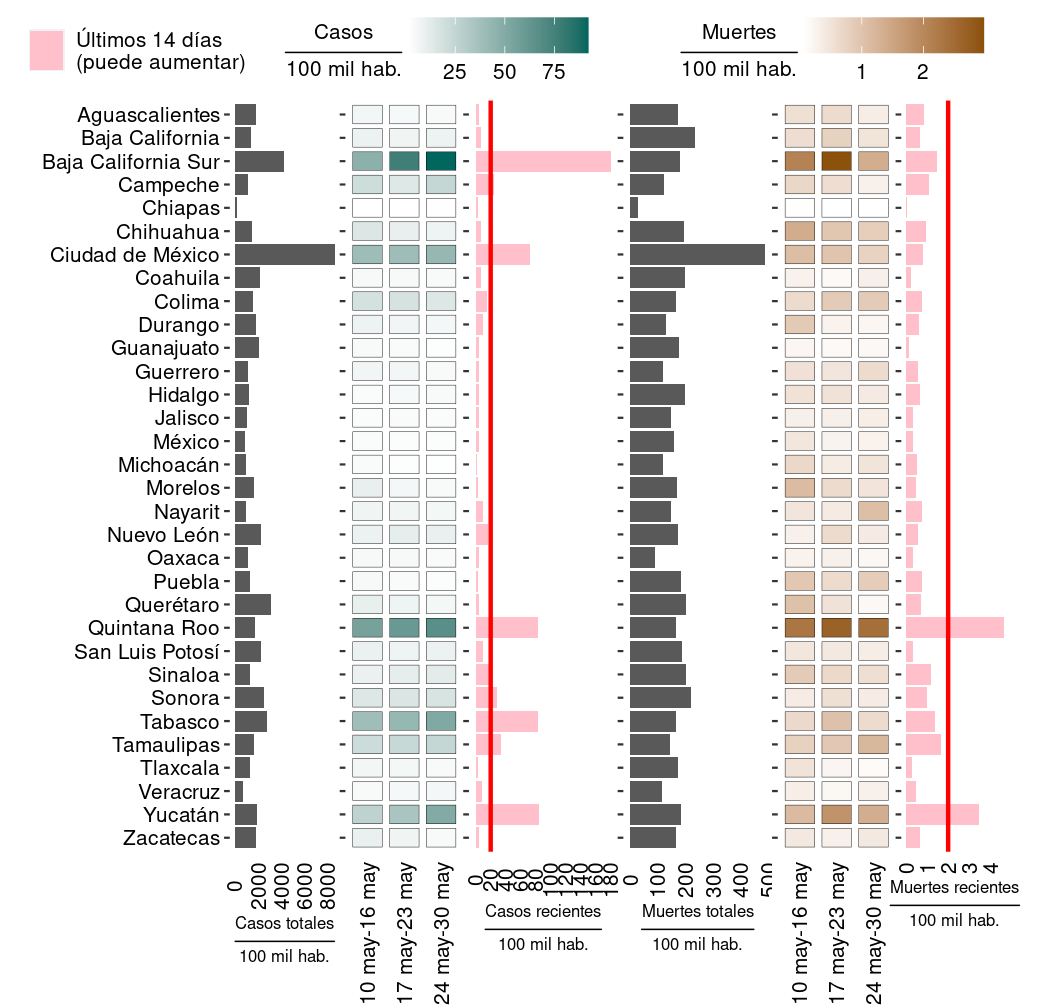 Últimos 14 días
(puede aumentar)
Casos
100 mil hab.
25 50 75
Muertes
100 mil hab.
1 2
Aguascalientes
Baja California
Baja California Sur
Campeche
Chiapas
Chihuahua
Ciudad de México
Coahuila
Colima
Durango
Guanajuato
Guerrero
Hidalgo
Jalisco
México
Michoacán
Morelos
Nayarit
Nuevo León
Oaxaca
Puebla
Querétaro
Quintana Roo
San Luis Potosí
Sinaloa
Sonora
Tabasco
Tamaulipas
Tlaxcala
Veracruz
Yucatán
Zacatecas
0 2000 4000 6000 8000
Casos totales
100 mil hab.
10 may-16 may
17 may-23 may
24 may-30 may
0 20 40 60 80 100 120 140 160 180
Casos recientes
100 mil hab.
0 100 200 300 400 500
Muertes totales
100 mil hab.
10 may-16 may
17 may-23 may
24 may-30 may
0 1 2 3 4
Muertes recientes
100 mil hab.